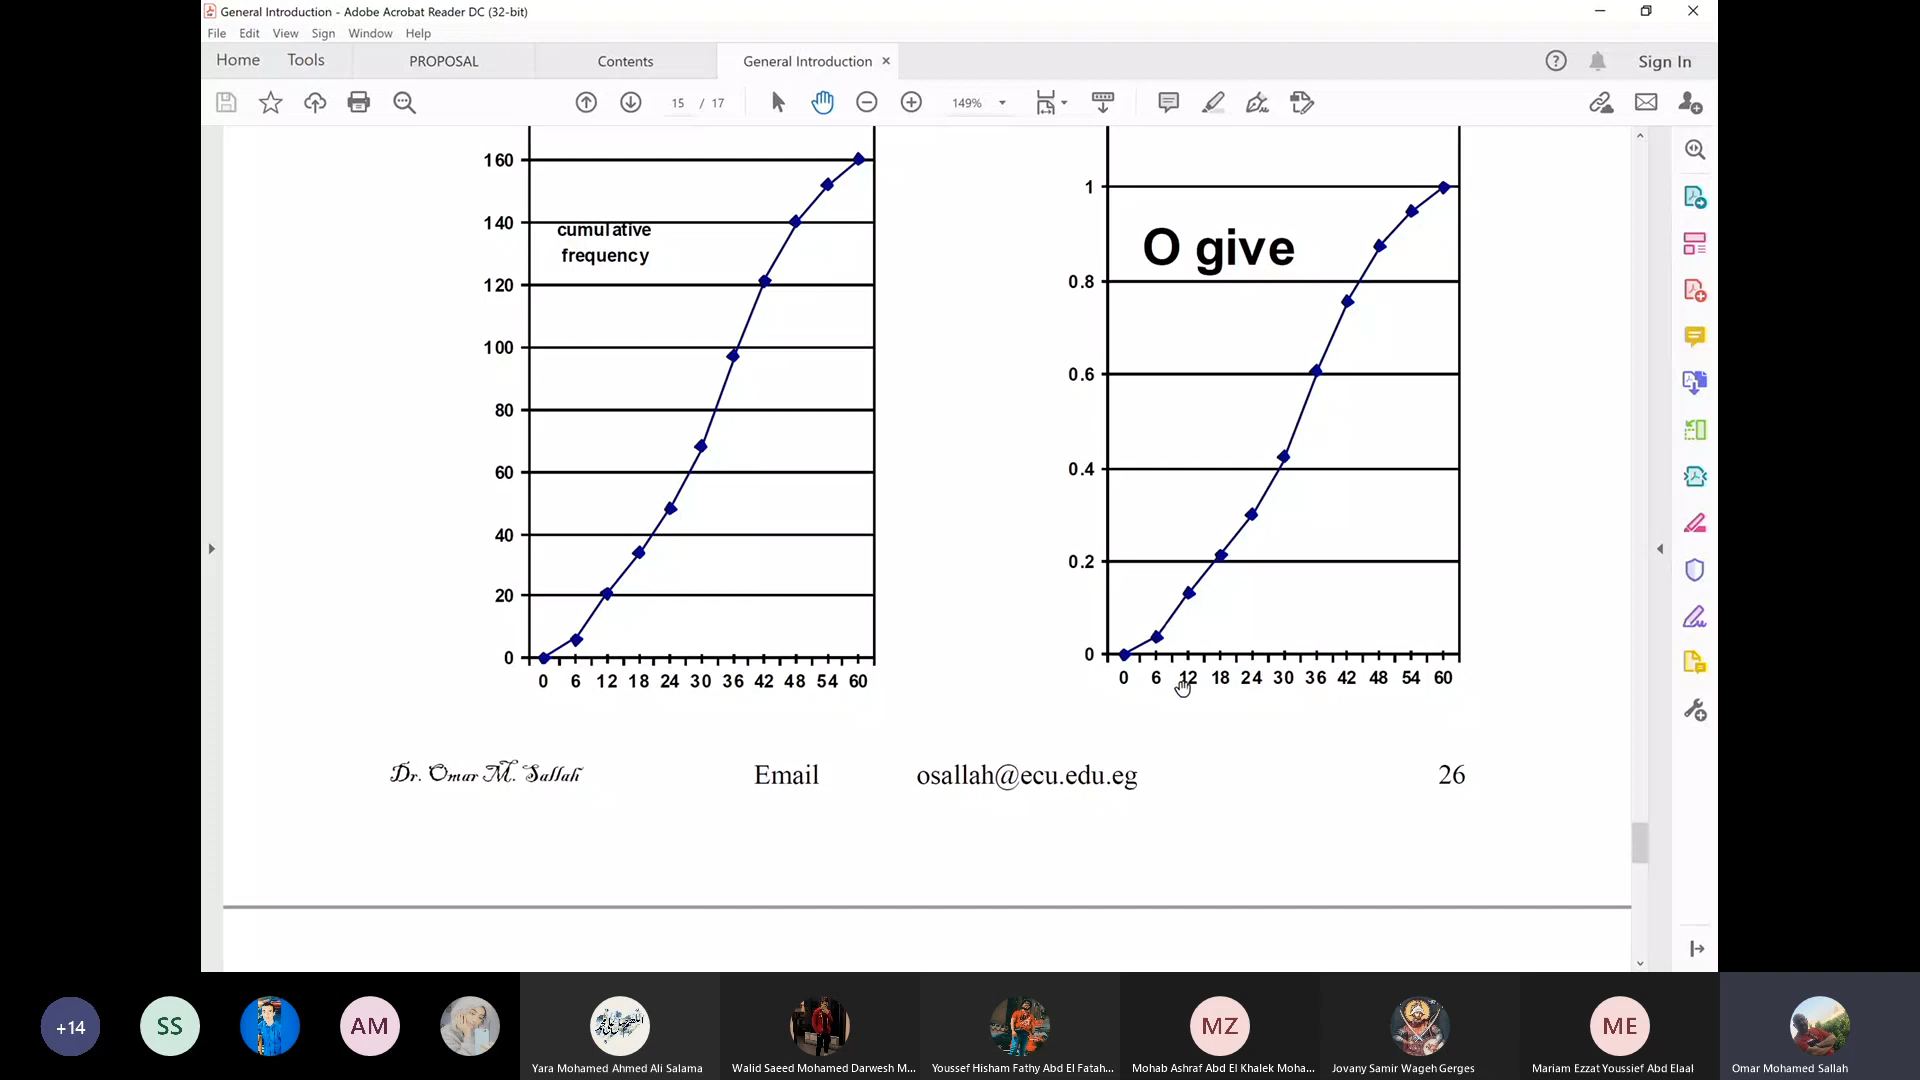 General Introduction - Adobe Acrobat Reader DC (32-bit)
File Edit View Sign Window Help
Home Tools PROPOSAL Contents General Introduction × Sign In
15 / 17 149%
160
140
120
100
80
60
40
20
0
cumulative
frequency
0 6 12 18 24 30 36 42 48 54 60
1
0.8
0.6
0.4
0.2
0
O give
0 6 12 18 24 30 36 42 48 54 60
Dr. Omar M. Sallah Email osallah@ecu.edu.eg 26
+14 SS AM MZ ME
Yara Mohamed Ahmed Ali Salama Walid Saeed Mohamed Darwesh M... Youssef Hisham Fathy Abd El Fatah... Mohab Ashraf Abd El Khalek Moha... Jovany Samir Wageh Gerges Mariam Ezzat Youssief Abd Elaal Omar Mohamed Sallah